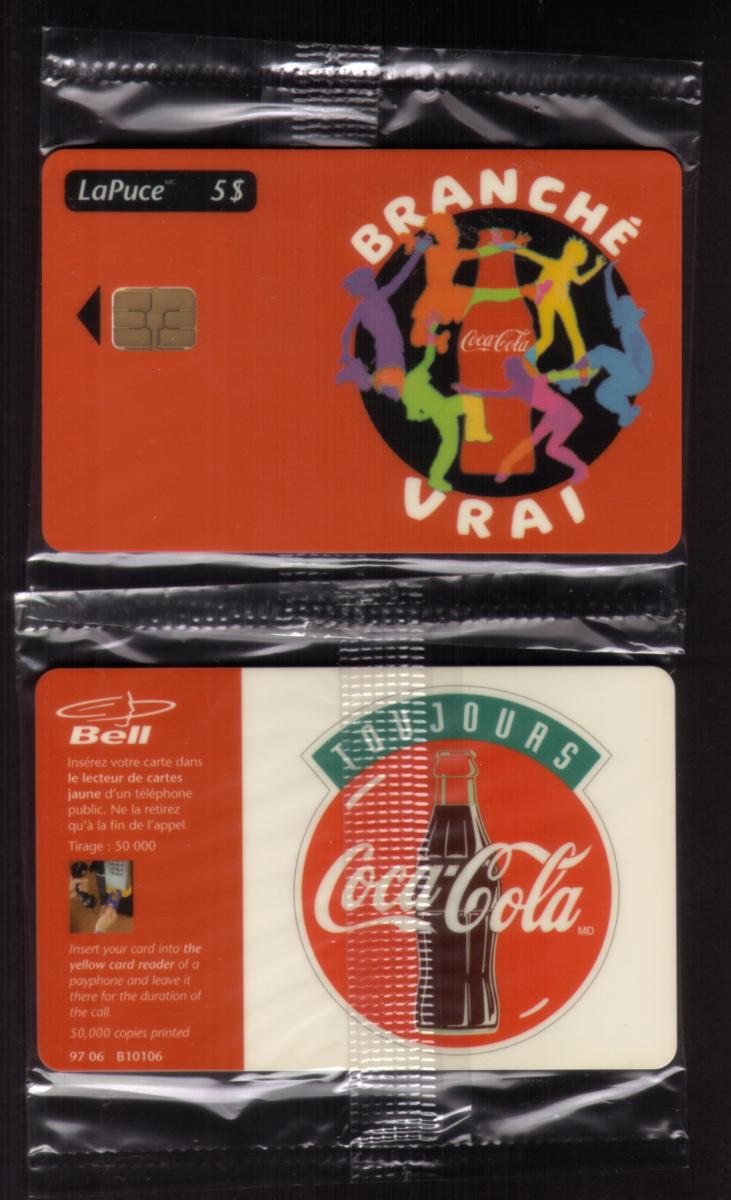 LaPuce MC 5$
BRANCHÉ
Coca-Cola
VRAI
Bell
Insérez votre carte dans
le lecteur de cartes
jaune d'un téléphone
public. Ne la retirez
qu'à la fin de l'appel.
Tirage : 50 000
Insert your card into the
yellow card reader of a
payphone and leave it
there for the duration of
the call.
50,000 copies printed
97 06 B10106
TOUJOURS
Coca-Cola MD